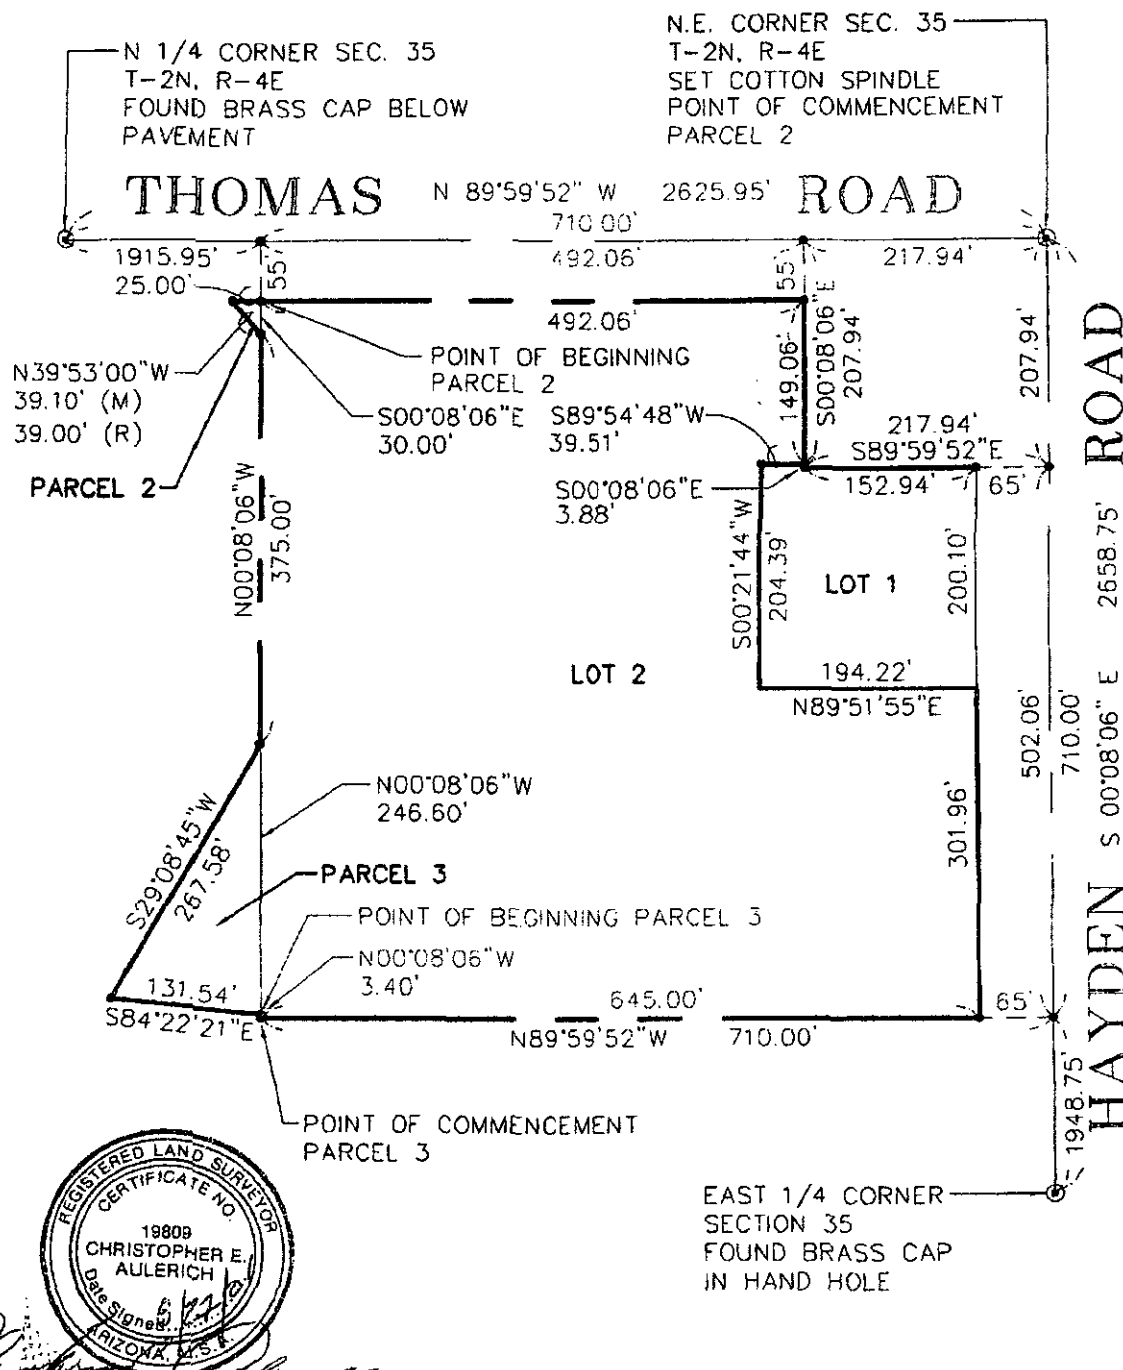 N 1/4 CORNER SEC. 35
T-2N, R-4E
FOUND BRASS CAP BELOW
PAVEMENT
N.E. CORNER SEC. 35
T-2N, R-4E
SET COTTON SPINDLE
POINT OF COMMENCEMENT
PARCEL 2
THOMAS N 89°59'52" W 2625.95' ROAD
710.00'
1915.95' 492.06' 217.94'
25.00' 55' 55'
492.06'
149.06'
S00°08'06"E
207.94'
207.94'
POINT OF BEGINNING
PARCEL 2
N39°53'00"W
39.10' (M)
39.00' (R)
S00°08'06"E
30.00'
S89°54'48"W
39.51'
217.94'
S89°59'52"E
152.94' 65'
PARCEL 2
S00°08'06"E
3.88'
N00°08'06"W
375.00'
S00°21'44"W
204.39'
LOT 1
200.10'
194.22'
N89°51'55"E
LOT 2
HAYDEN S 00°08'06" E 2658.75' ROAD
502.06'
710.00'
301.96'
N00°08'06"W
246.60'
S29°08'45"W
267.58'
PARCEL 3
POINT OF BEGINNING PARCEL 3
N00°08'06"W
3.40'
131.54'
S84°22'21"E
645.00' 65'
N89°59'52"W 710.00'
1948.75'
POINT OF COMMENCEMENT
PARCEL 3
EAST 1/4 CORNER
SECTION 35
FOUND BRASS CAP
IN HAND HOLE
REGISTERED LAND SURVEYOR
CERTIFICATE NO.
19809
CHRISTOPHER E.
AULERICH
Date Signed
ARIZONA, U.S.A.